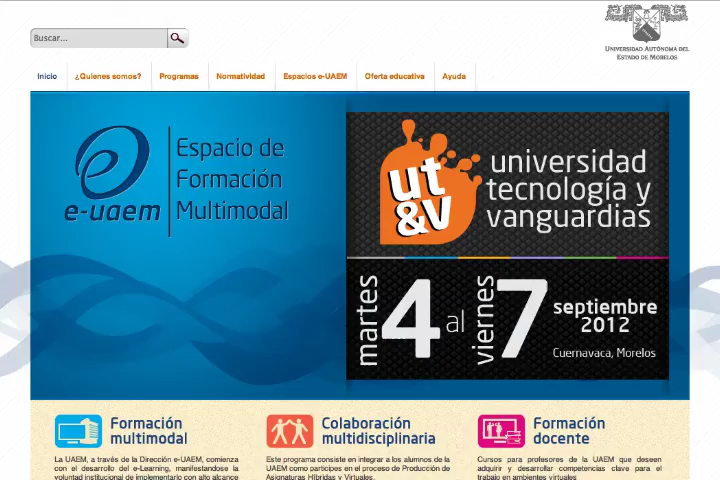 Buscar...
Universidad Autónoma del
Estado de Morelos
Inicio
¿Quienes somos?
Programas
Normatividad
Espacios e-UAEM
Oferta educativa
Ayuda
e-uaem
Espacio de
Formación
Multimodal
ut
&v
universidad
tecnología y
vanguardias
martes
4
al
viernes
7
septiembre
2012
Cuernavaca, Morelos
Formación
multimodal
La UAEM, a través de la Dirección e-UAEM, comienza
con el desarrollo del e-Learning, manifestandose la
voluntad institucional de implementarlo con alto alcance
Colaboración
multidisciplinaria
Este programa consiste en integrar a los alumnos de la
UAEM como participes en el proceso de Producción de
Asignaturas Híbridas y Virtuales.
Formación
docente
Cursos para profesores de la UAEM que deseen
adquirir y desarrollar competencias clave para el
trabajo en ambientes virtuales